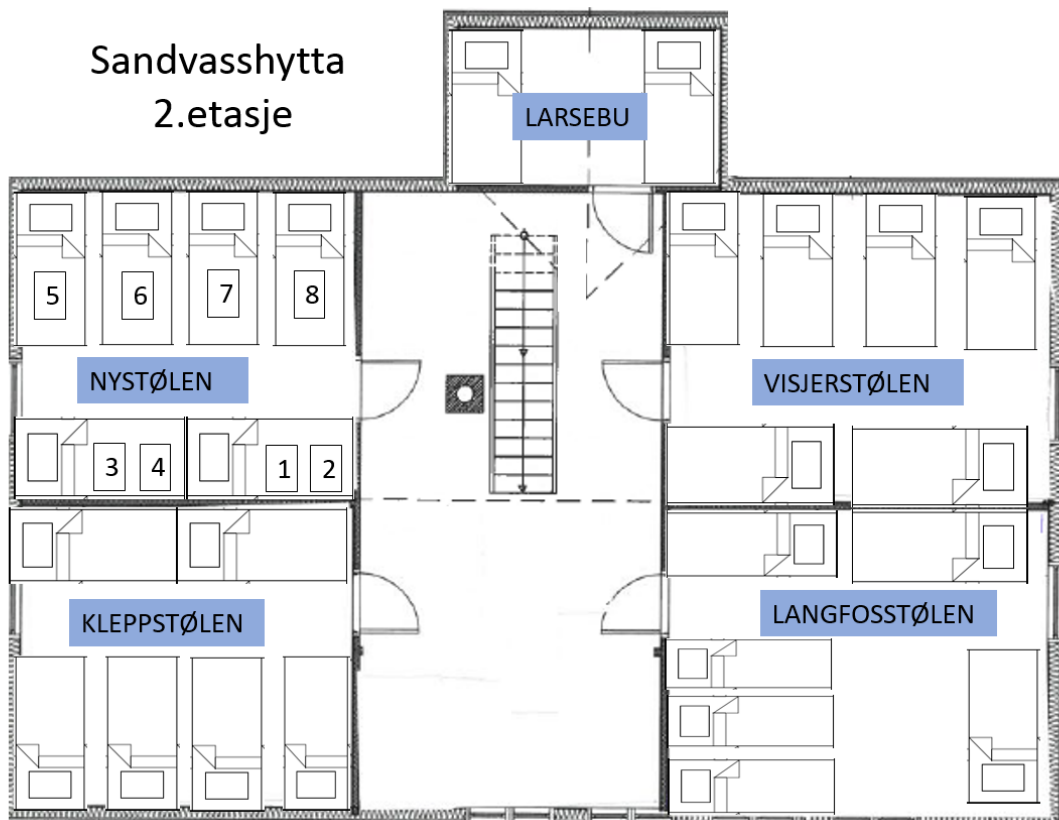 Sandvasshytta
2.etasje
LARSEBU
5 6 7 8
NYSTØLEN
VISJERSTØLEN
3 4 1 2
KLEPPSTØLEN
LANGFOSSTØLEN